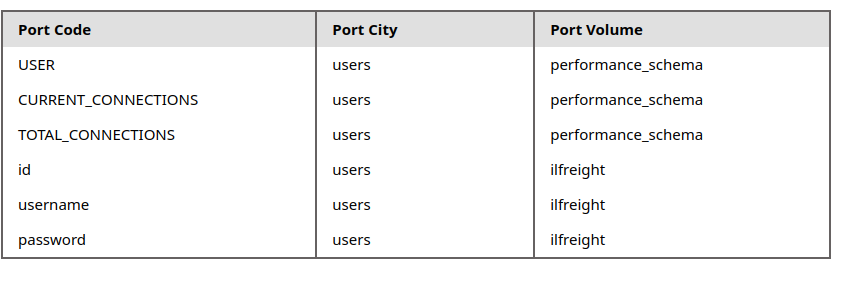 Port Code Port City Port Volume
USER users performance_schema
CURRENT_CONNECTIONS users performance_schema
TOTAL_CONNECTIONS users performance_schema
id users ilfreight
username users ilfreight
password users ilfreight